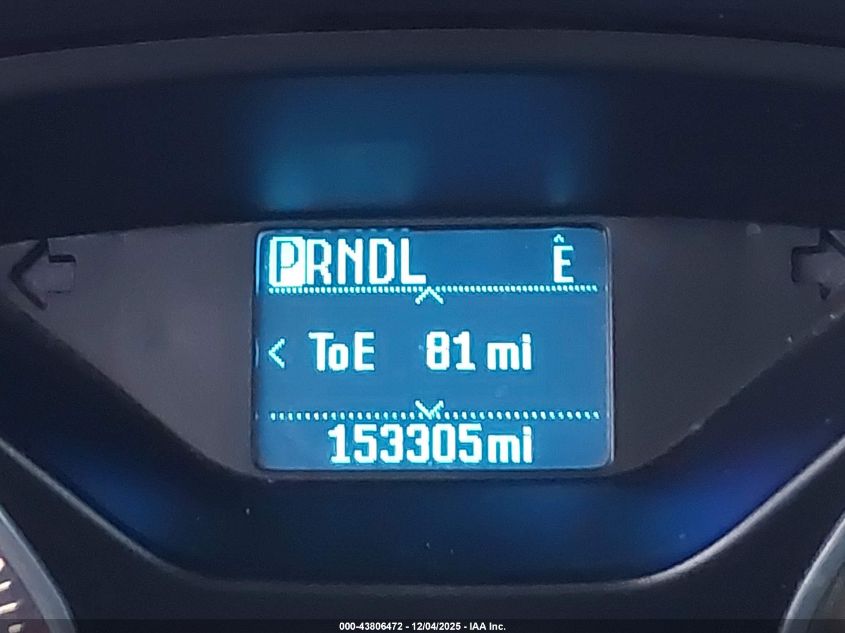 PRNDL Ê
< ToE 81 mi
153305mi
000-43806472 - 12/04/2025 - IAA Inc.